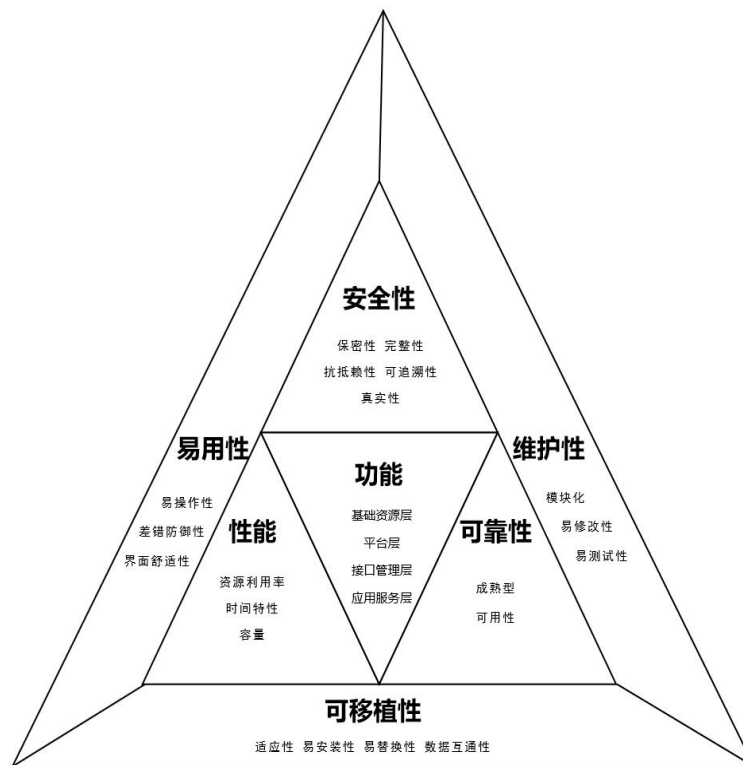 安全性
保密性 完整性
抗抵赖性 可追溯性
真实性
易用性
易操作性
差错防御性
界面舒适性
功能
基础资源层
平台层
接口管理层
应用服务层
维护性
模块化
易修改性
易测试性
性能
资源利用率
时间特性
容量
可靠性
成熟型
可用性
可移植性
适应性 易安装性 易替换性 数据互通性